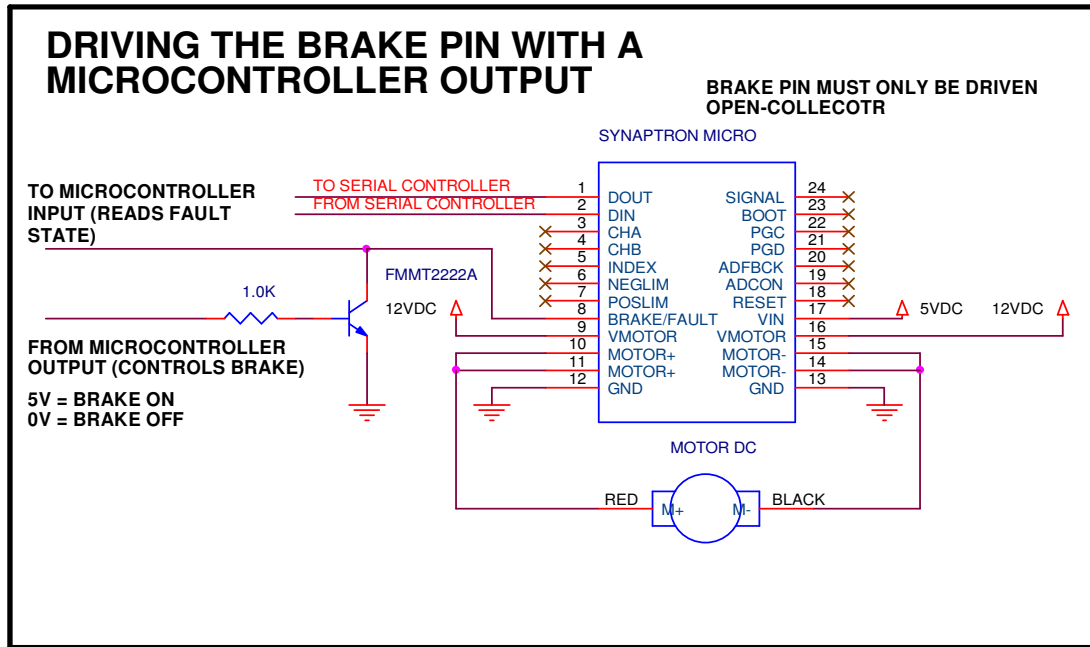 DRIVING THE BRAKE PIN WITH A
MICROCONTROLLER OUTPUT
BRAKE PIN MUST ONLY BE DRIVEN
OPEN-COLLECOTR
SYNAPTRON MICRO
TO MICROCONTROLLER
INPUT (READS FAULT
STATE)
TO SERIAL CONTROLLER
FROM SERIAL CONTROLLER
1 DOUT SIGNAL 24
2 DIN BOOT 23
3 CHA PGC 22
4 CHB PGD 21
5 INDEX ADFBCK 20
6 NEGLIM ADCON 19
7 POSLIM RESET 18
8 BRAKE/FAULT VIN 17
9 VMOTOR VMOTOR 16
10 MOTOR+ MOTOR- 15
11 MOTOR+ MOTOR- 14
12 GND GND 13
FMMT2222A
1.0K
12VDC
5VDC
12VDC
FROM MICROCONTROLLER
OUTPUT (CONTROLS BRAKE)
5V = BRAKE ON
0V = BRAKE OFF
MOTOR DC
RED
M+
M-
BLACK